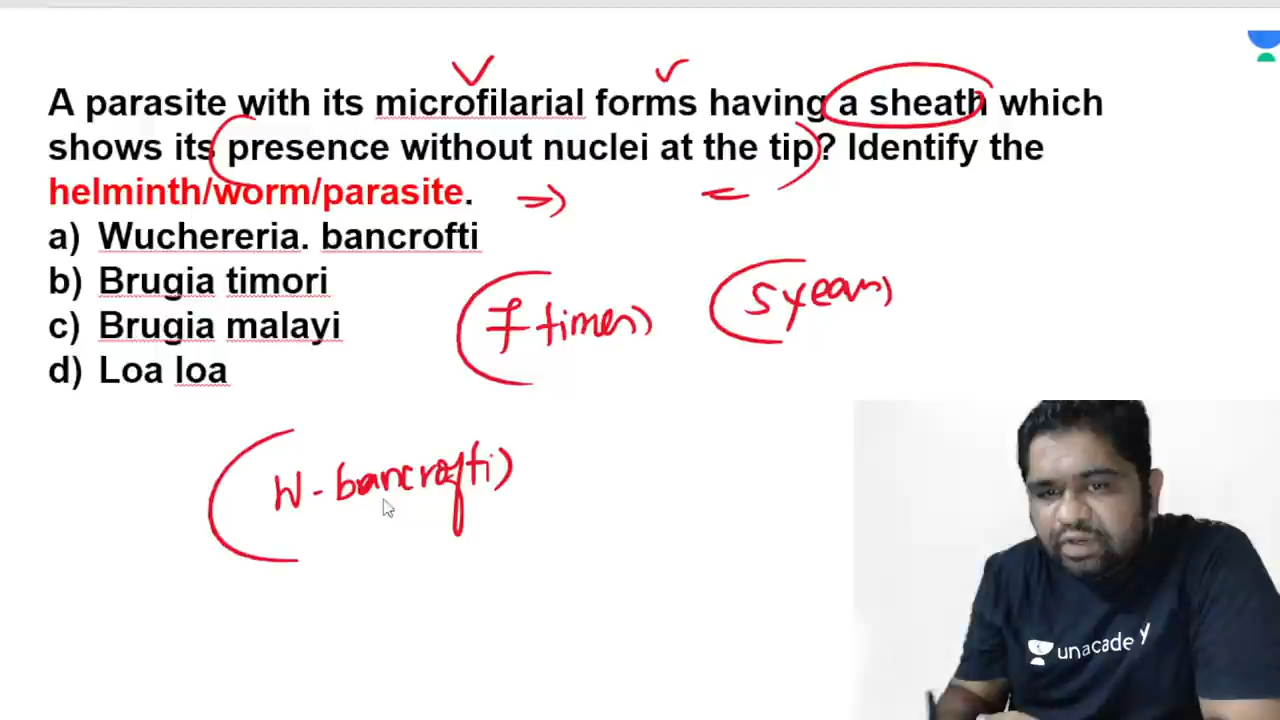 A parasite with its microfilarial forms having a sheath which
shows its presence without nuclei at the tip? Identify the
helminth/worm/parasite.
a) Wuchereria. bancrofti
b) Brugia timori
c) Brugia malayi
d) Loa loa
7 times
5 years
W-bancrofti
unacademy